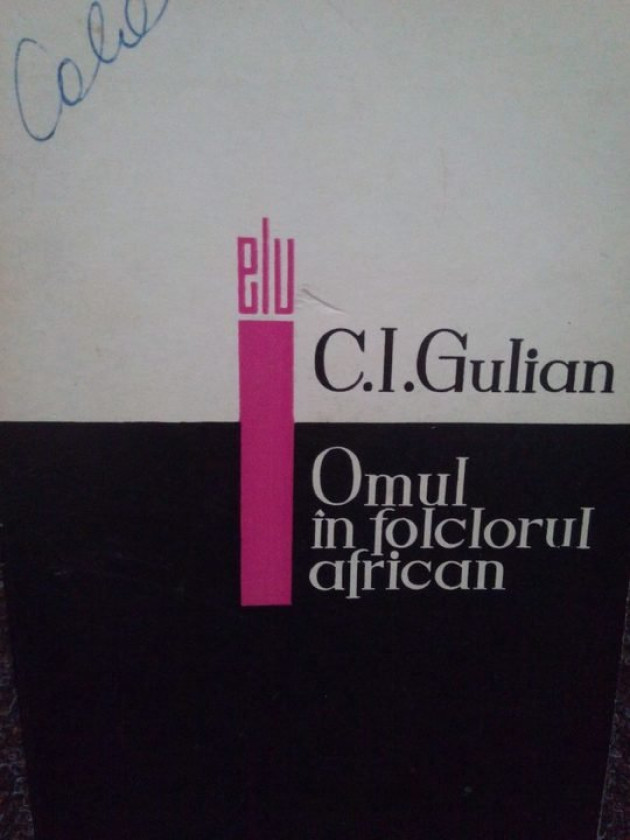 elu
C.I.Gulian
Omul
în folclorul
african